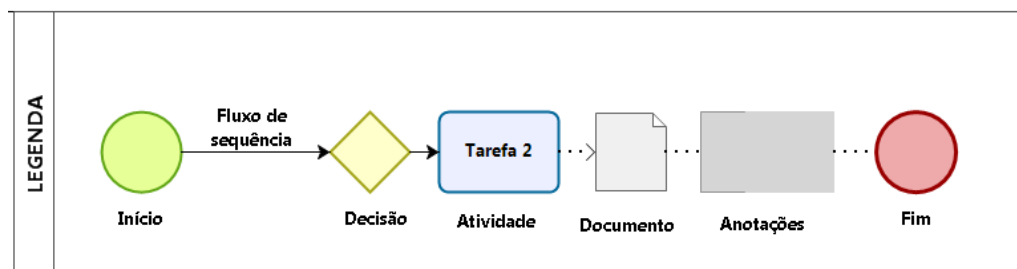 LEGENDA
Fluxo de
sequência
Tarefa 2
Início
Decisão
Atividade
Documento
Anotações
Fim